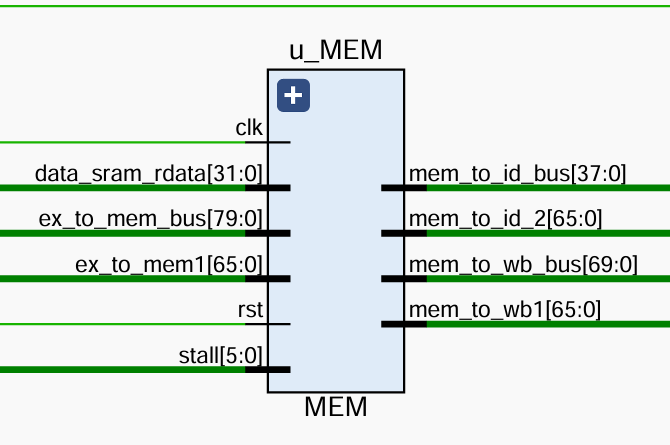 u_MEM
clk
data_sram_rdata[31:0]
ex_to_mem_bus[79:0]
ex_to_mem1[65:0]
rst
stall[5:0]
mem_to_id_bus[37:0]
mem_to_id_2[65:0]
mem_to_wb_bus[69:0]
mem_to_wb1[65:0]
MEM